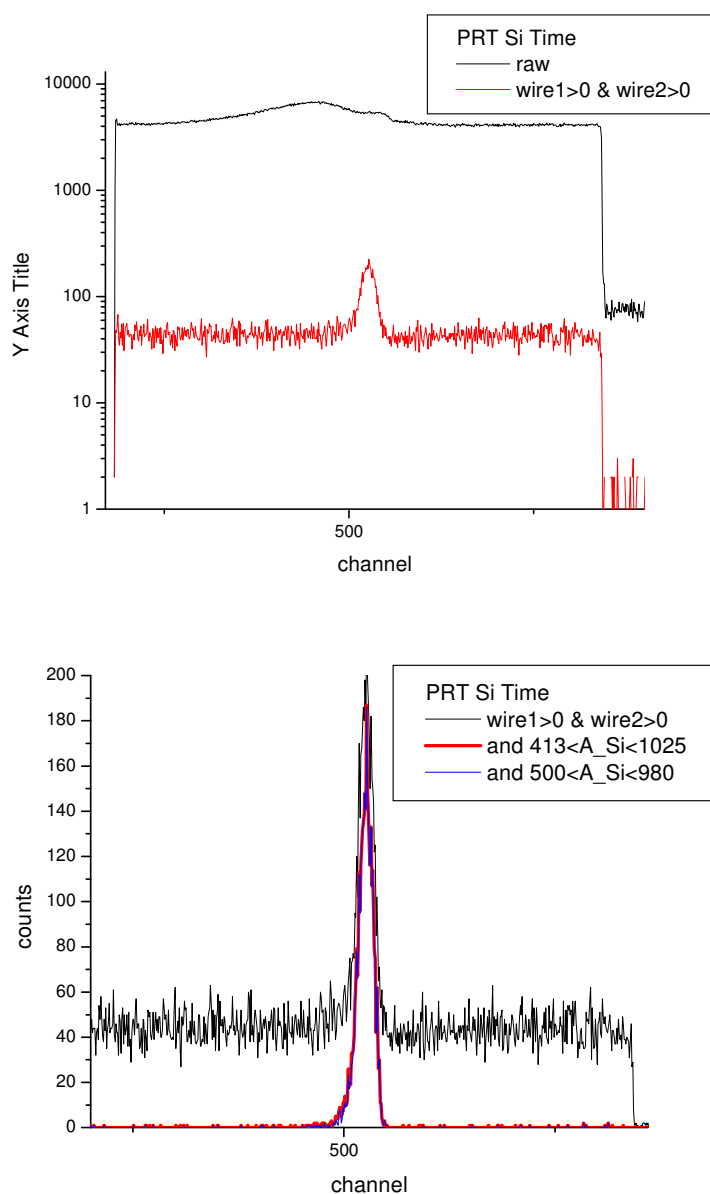 PRT Si Time
raw
wire1>0 & wire2>0
10000
1000
100
10
1
Y Axis Title
500
channel
PRT Si Time
wire1>0 & wire2>0
and 413<A_Si<1025
and 500<A_Si<980
200
180
160
140
120
100
80
60
40
20
0
counts
500
channel